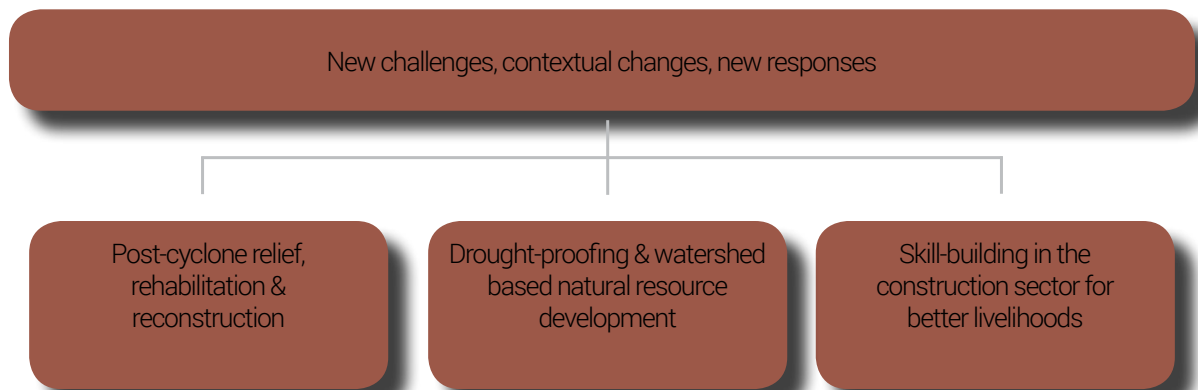 New challenges, contextual changes, new responses
Post-cyclone relief,
rehabilitation &
reconstruction
Drought-proofing & watershed
based natural resource
development
Skill-building in the
construction sector for
better livelihoods